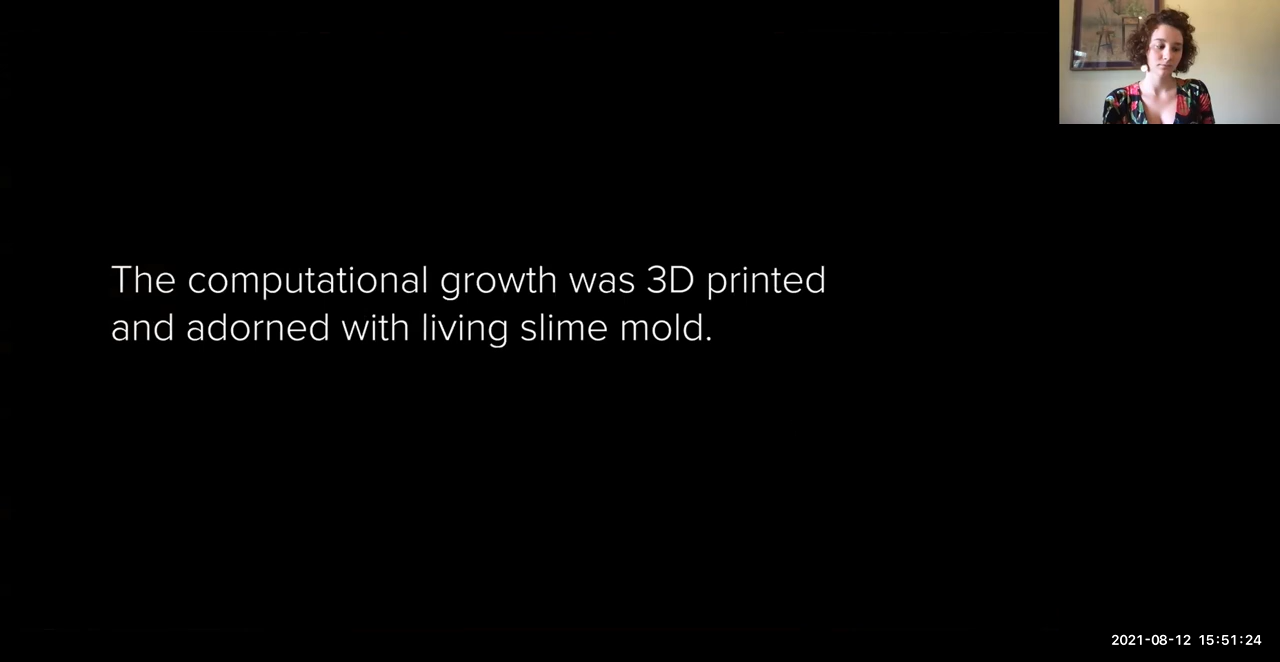 The computational growth was 3D printed
and adorned with living slime mold.
2021-08-12 15:51:24